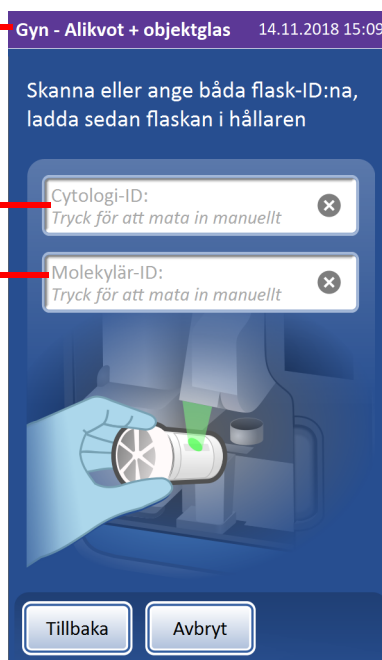 Gyn - Alikvot + objektglas 14.11.2018 15:09
Skanna eller ange båda flask-ID:na,
ladda sedan flaskan i hållaren
Cytologi-ID:
Tryck för att mata in manuellt
Molekylär-ID:
Tryck för att mata in manuellt
Tillbaka Avbryt